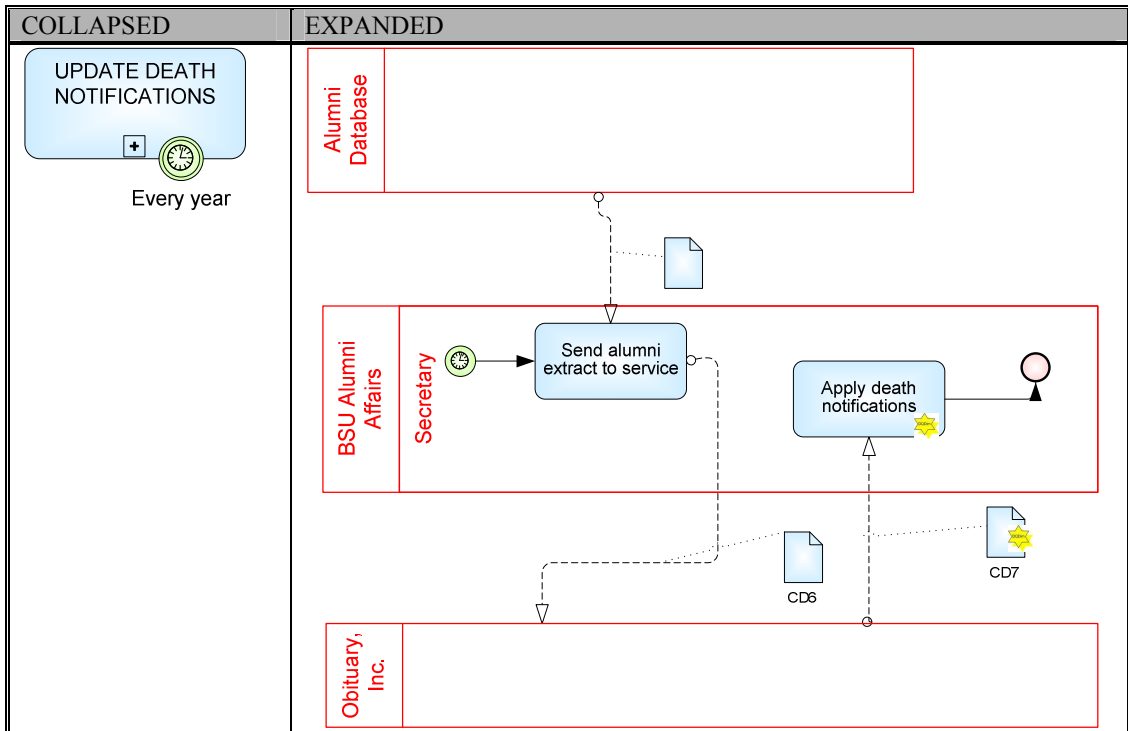 COLLAPSED
EXPANDED
UPDATE DEATH
NOTIFICATIONS
Every year
Alumni
Database
BSU Alumni
Affairs
Secretary
Send alumni
extract to service
Apply death
notifications
CD6
CD7
Obituary,
Inc.